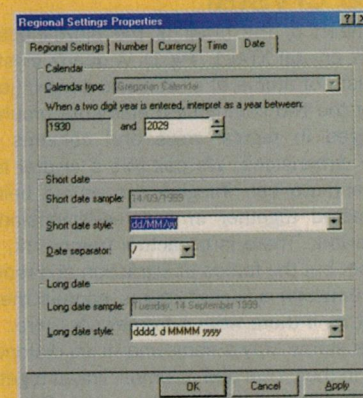 Regional Settings Properties
Regional Settings Number Currency Time Date
Calendar
Calendar type: Gregorian Calendar
When a two digit year is entered, interpret as a year between:
1930 and 2029
Short date
Short date sample: 14/09/1999
Short date style: dd/MM/yy
Date separator: /
Long date
Long date sample: Tuesday, 14 September 1999
Long date style: dddd, d MMMM yyyy
OK Cancel Apply